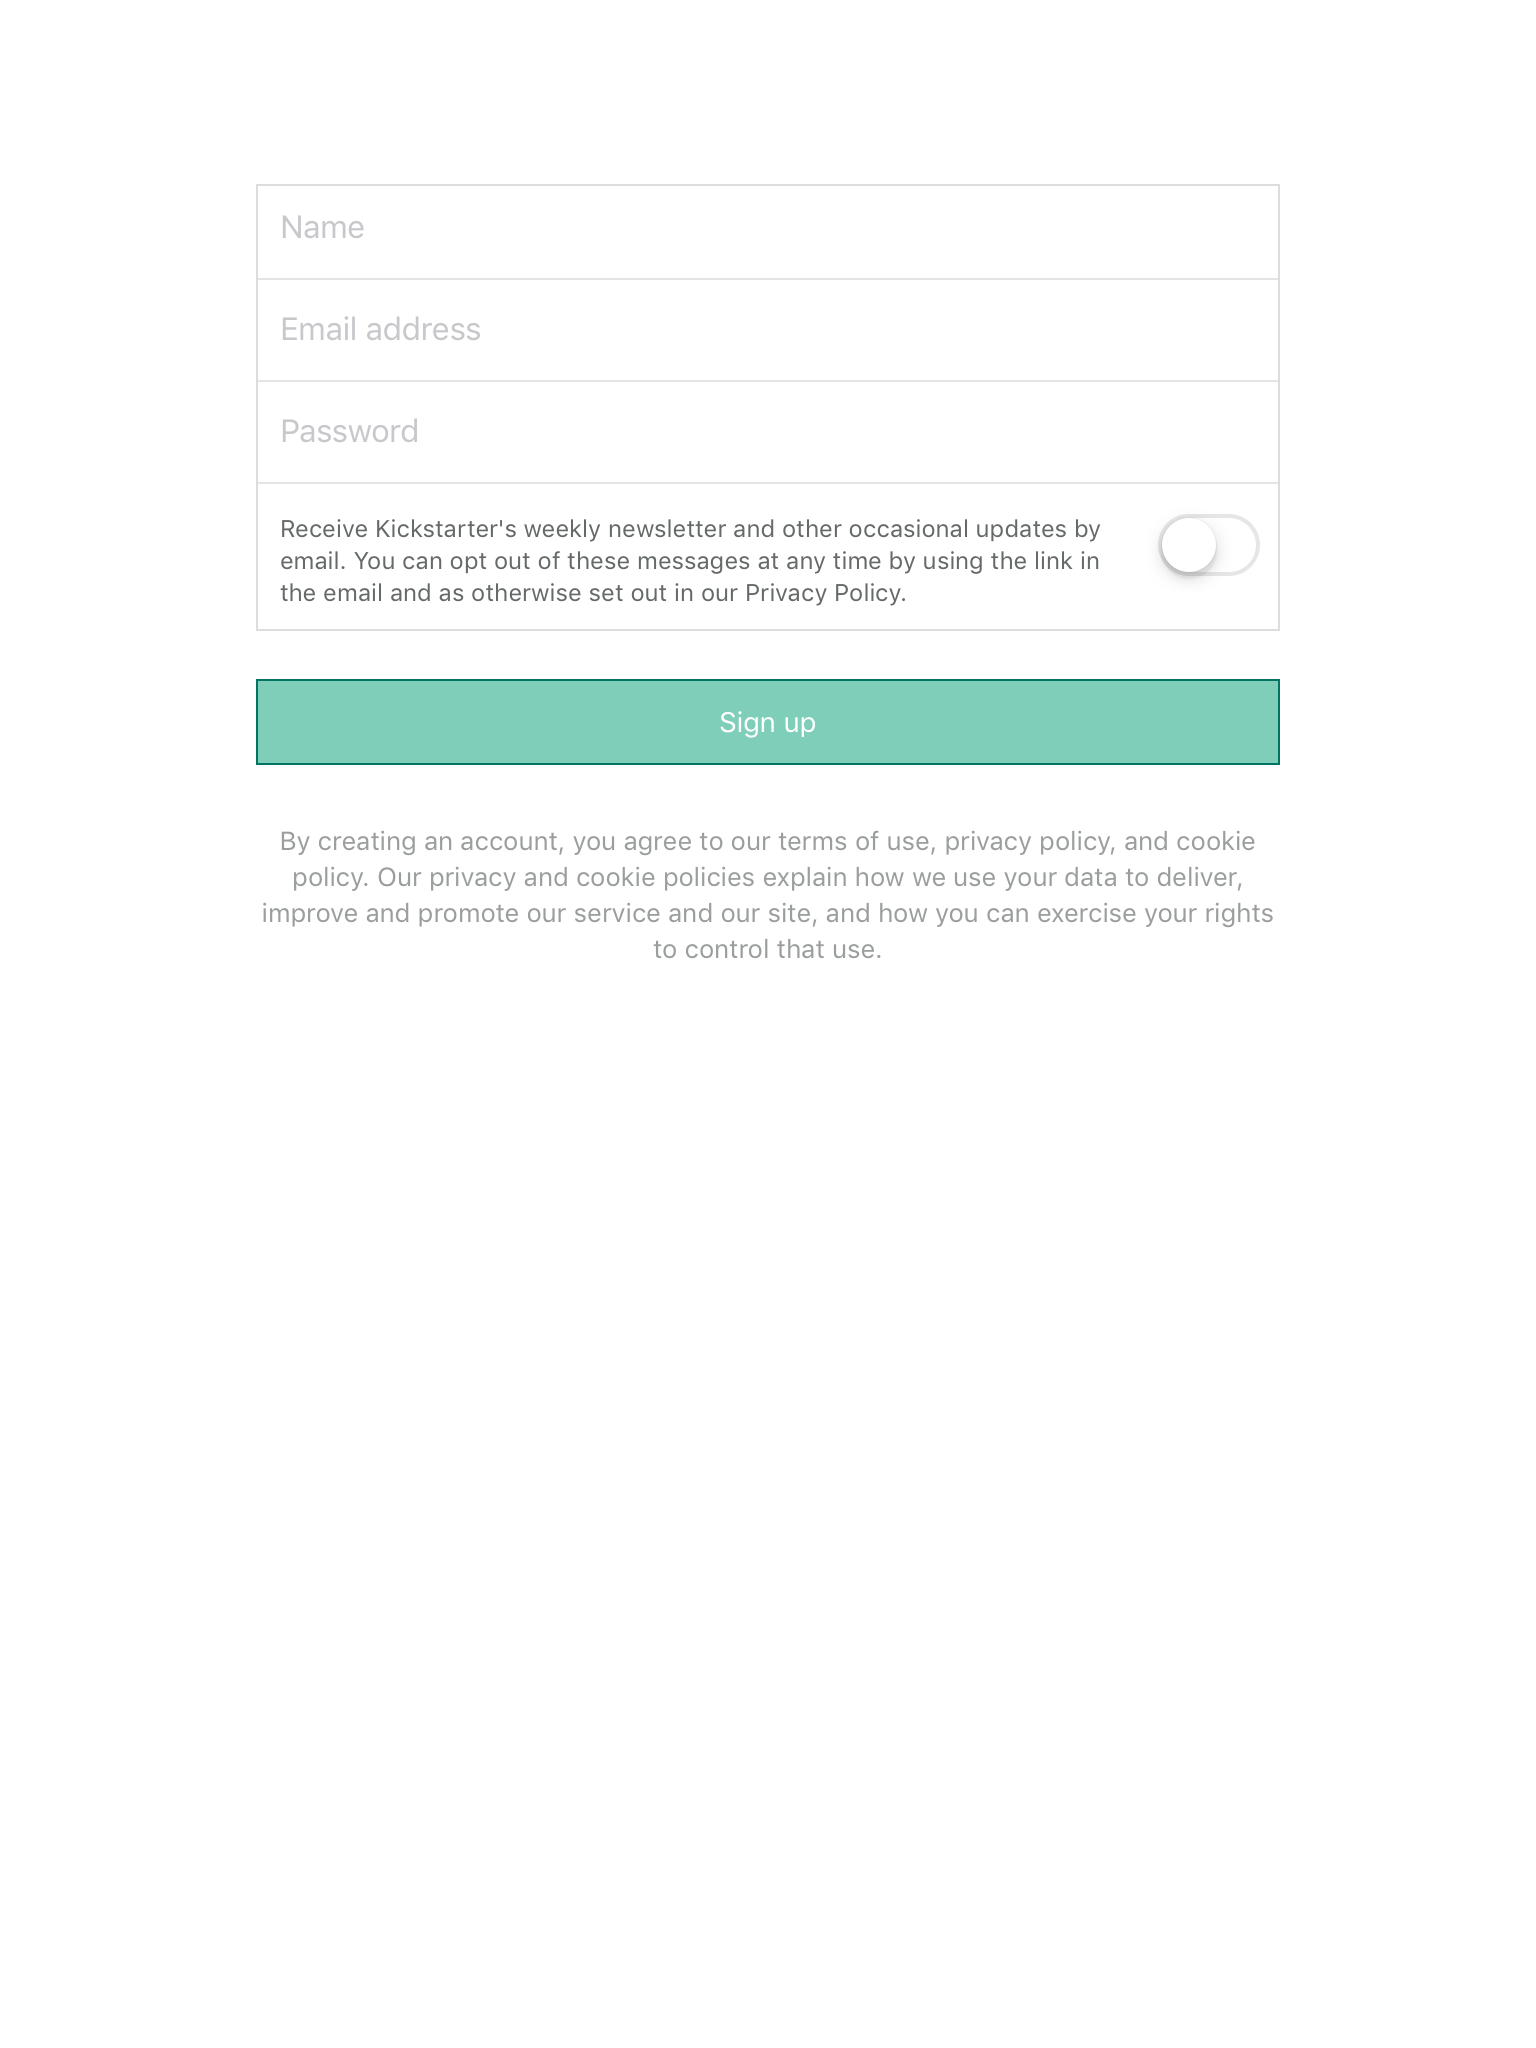 Name
Email address
Password
Receive Kickstarter's weekly newsletter and other occasional updates by
email. You can opt out of these messages at any time by using the link in
the email and as otherwise set out in our Privacy Policy.
Sign up
By creating an account, you agree to our terms of use, privacy policy, and cookie
policy. Our privacy and cookie policies explain how we use your data to deliver,
improve and promote our service and our site, and how you can exercise your rights
to control that use.